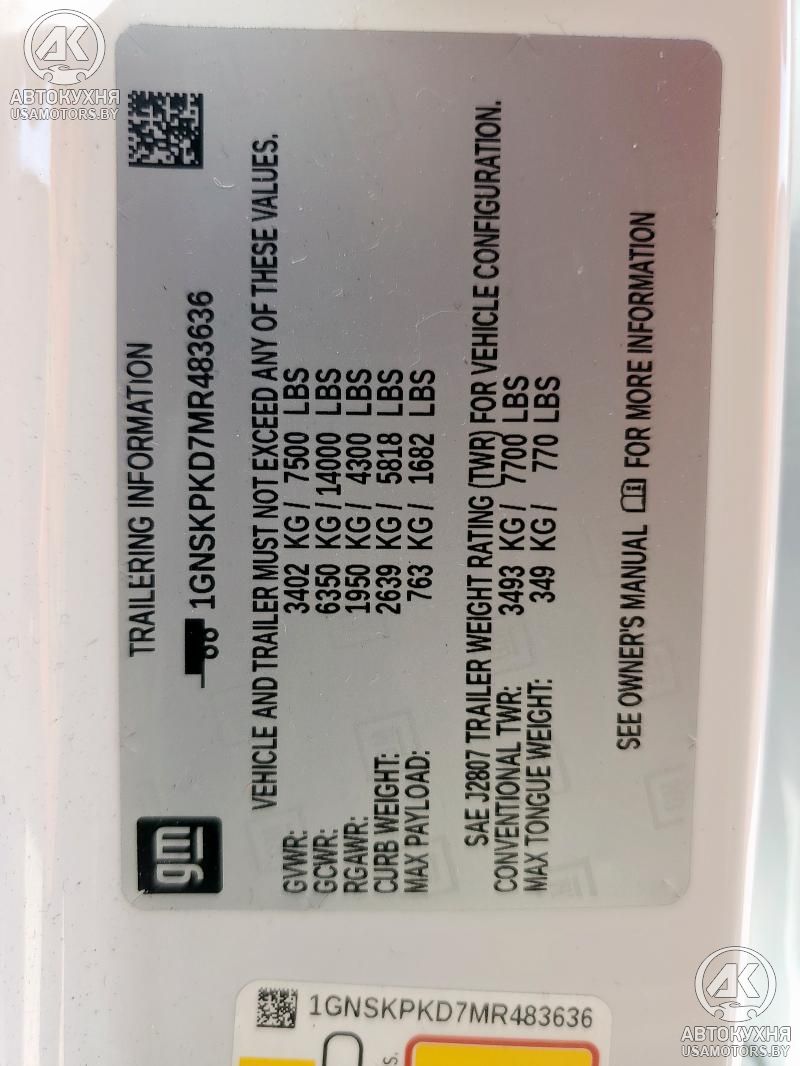 AK
АВТОКУХНЯ
USAMOTORS.BY
gm
TRAILERING INFORMATION
1GNSKPKD7MR483636
VEHICLE AND TRAILER MUST NOT EXCEED ANY OF THESE VALUES.
GVWR: 3402 KG / 7500 LBS
GCWR: 6350 KG / 14000 LBS
RGAWR: 1950 KG / 4300 LBS
CURB WEIGHT: 2639 KG / 5818 LBS
MAX PAYLOAD: 763 KG / 1682 LBS
SAE J2807 TRAILER WEIGHT RATING (TWR) FOR VEHICLE CONFIGURATION.
CONVENTIONAL TWR: 3493 KG / 7700 LBS
MAX TONGUE WEIGHT: 349 KG / 770 LBS
SEE OWNER'S MANUAL FOR MORE INFORMATION
1GNSKPKD7MR483636
AK
АВТОКУХНЯ
USAMOTORS.BY